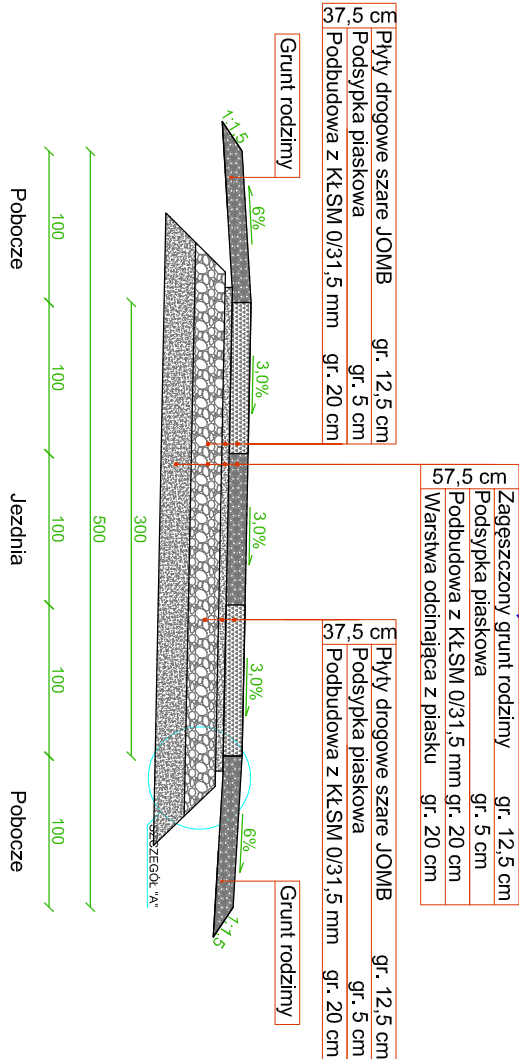 57,5 cm
Zagęszczony grunt rodzimy gr. 12,5 cm
Podsypka piaskowa gr. 5 cm
Podbudowa z KŁSM 0/31,5 mm gr. 20 cm
Warstwa odcinająca z piasku gr. 20 cm
37,5 cm
Płyty drogowe szare JOMB gr. 12,5 cm
Podsypka piaskowa gr. 5 cm
Podbudowa z KŁSM 0/31,5 mm gr. 20 cm
37,5 cm
Płyty drogowe szare JOMB gr. 12,5 cm
Podsypka piaskowa gr. 5 cm
Podbudowa z KŁSM 0/31,5 mm gr. 20 cm
Grunt rodzimy
Grunt rodzimy
1:1,5
6%
3,0%
3,0%
3,0%
6%
1:1,5
SZCZEGÓŁ "A"
300
500
100
100
100
100
100
Pobocze
Jezdnia
Pobocze